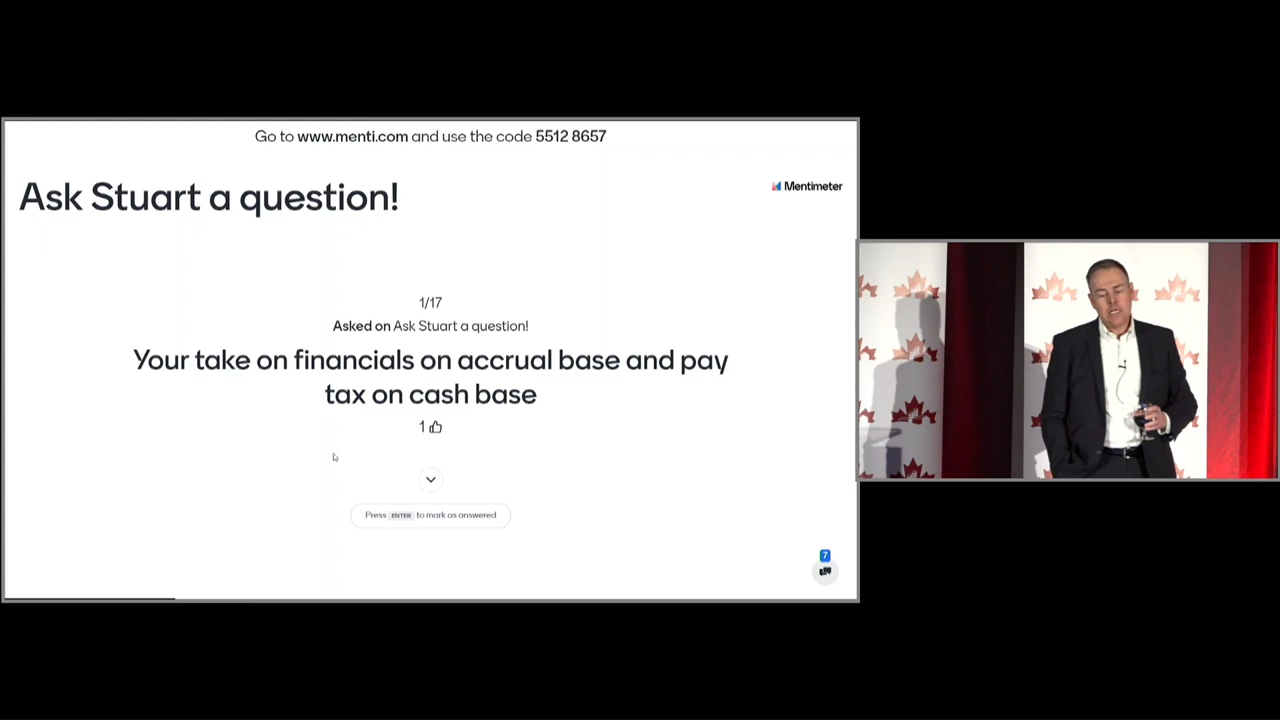 Go to www.menti.com and use the code 5512 8657
Ask Stuart a question!
Mentimeter
1/17
Asked on Ask Stuart a question!
Your take on financials on accrual base and pay
tax on cash base
1
Press ENTER to mark as answered
7